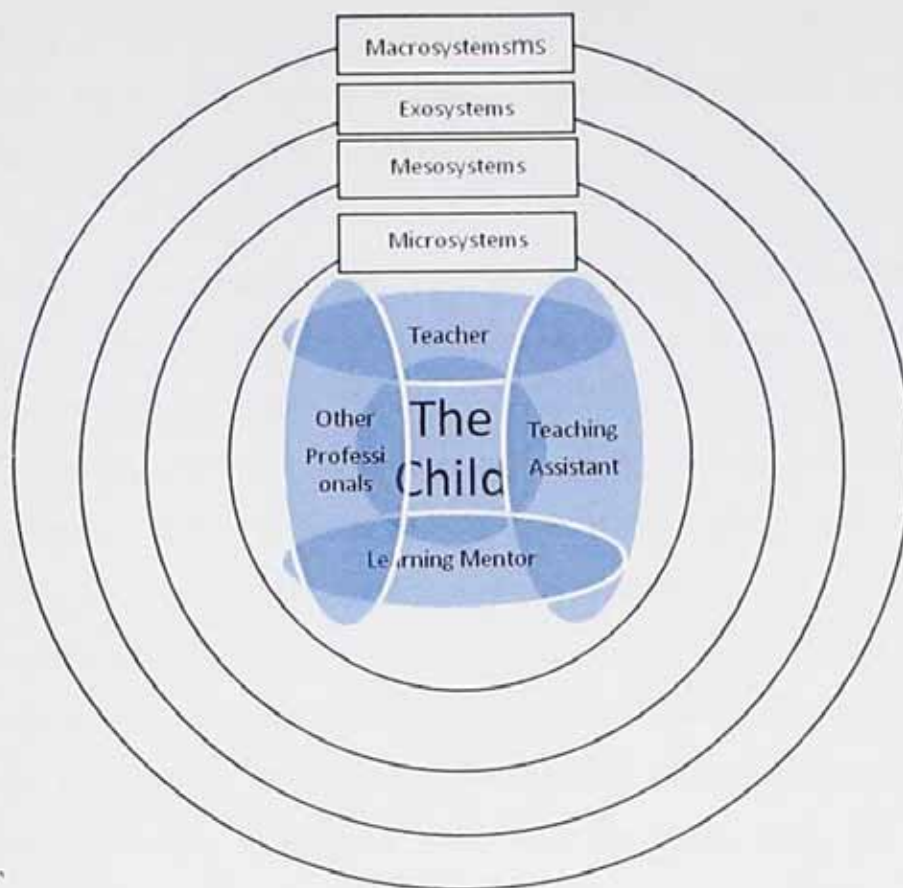 Macrosystemsms
Exosystems
Mesosystems
Microsystems
Teacher
Other
Professi
onals
The
Child
Teaching
Assistant
Learning Mentor